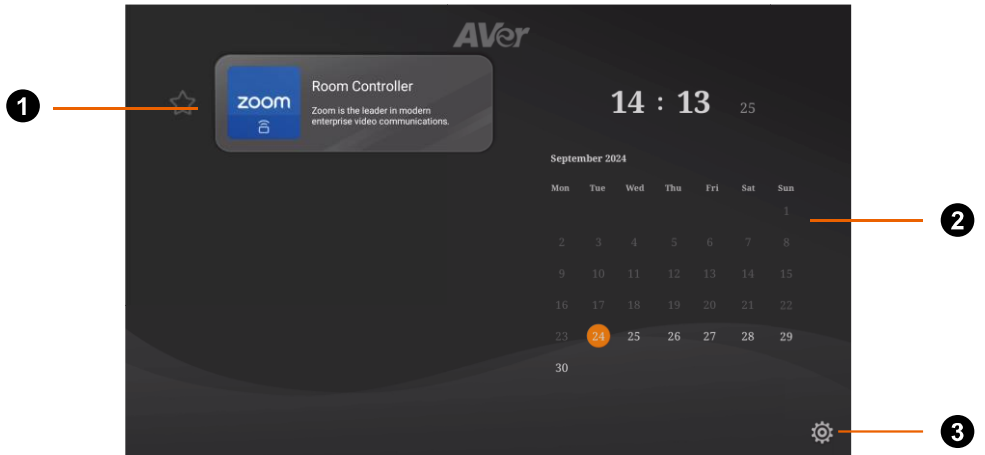 AVer
1
zoom
Room Controller
Zoom is the leader in modern
enterprise video communications.
14 : 13 25
September 2024
Mon Tue Wed Thu Fri Sat Sun
1
2
2 3 4 5 6 7 8
9 10 11 12 13 14 15
16 17 18 19 20 21 22
23 24 25 26 27 28 29
30
3